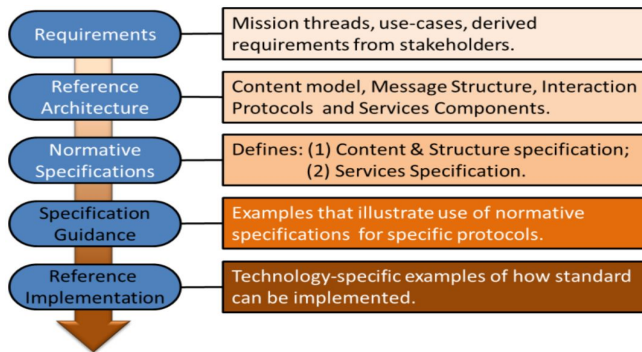 Requirements
Mission threads, use-cases, derived
requirements from stakeholders.
Reference
Architecture
Content model, Message Structure, Interaction
Protocols and Services Components.
Normative
Specifications
Defines: (1) Content & Structure specification;
(2) Services Specification.
Specification
Guidance
Examples that illustrate use of normative
specifications for specific protocols.
Reference
Implementation
Technology-specific examples of how standard
can be implemented.